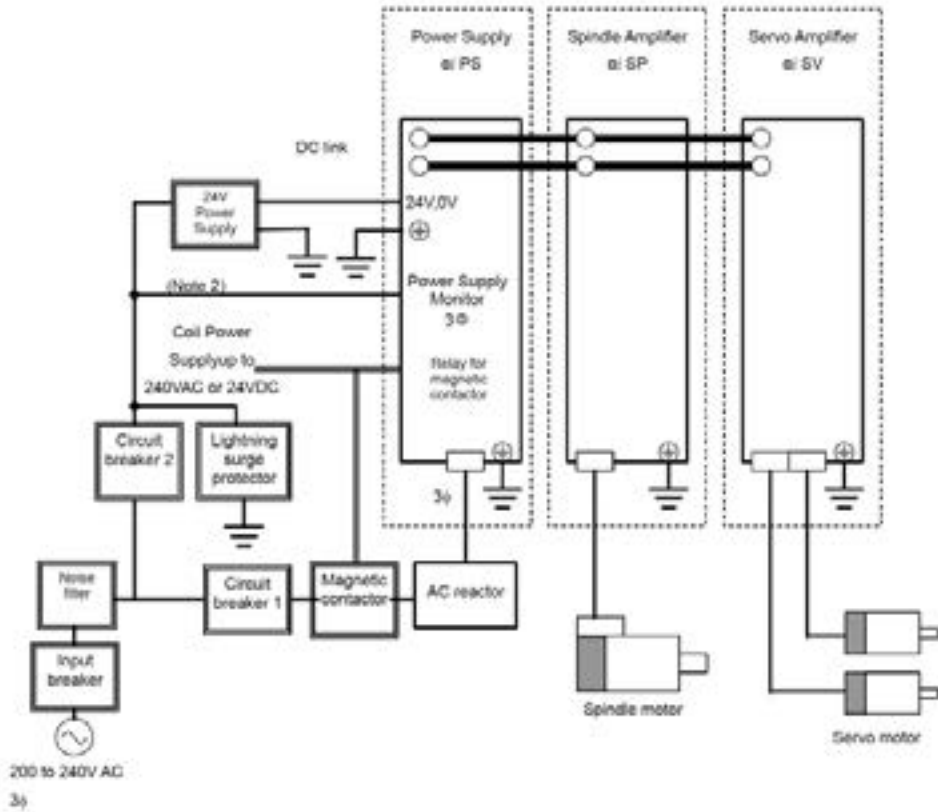 Power Supply
αi PS
Spindle Amplifier
αi SP
Servo Amplifier
αi SV
DC link
24V
Power
Supply
24V,0V
(Note 2)
Power Supply
Monitor
3Φ
Coil Power
Supplyup to
240VAC or 24VDC
Relay for
magnetic
contactor
Circuit
breaker 2
Lightning
surge
protector
3ϕ
Noise
filter
Circuit
breaker 1
Magnetic
contactor
AC reactor
Input
breaker
Spindle motor
Servo motor
200 to 240V AC
3ϕ